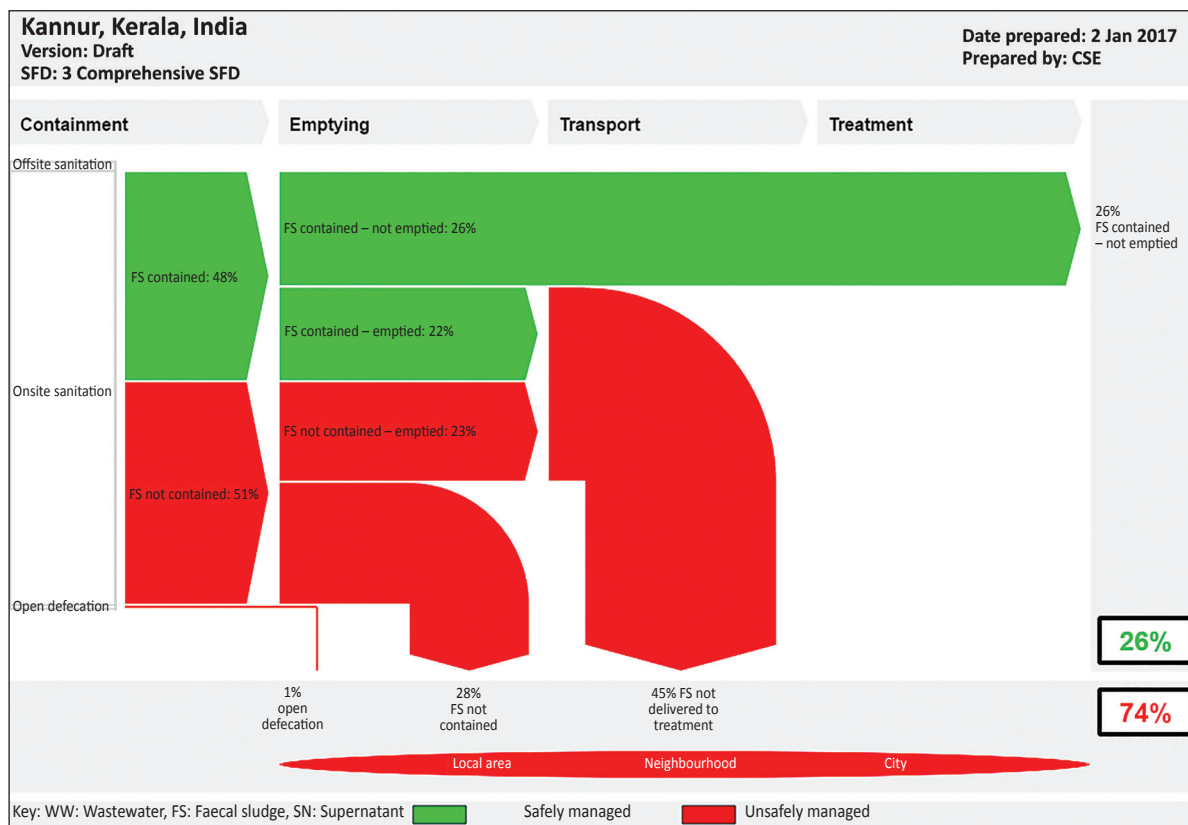 Kannur, Kerala, India
Version: Draft
SFD: 3 Comprehensive SFD
Date prepared: 2 Jan 2017
Prepared by: CSE
Containment
Emptying
Transport
Treatment
Offsite sanitation
FS contained – not emptied: 26%
26%
FS contained
– not emptied
FS contained: 48%
FS contained – emptied: 22%
Onsite sanitation
FS not contained – emptied: 23%
FS not contained: 51%
Open defecation
26%
1%
open
defecation
28%
FS not
contained
45% FS not
delivered to
treatment
74%
Local area
Neighbourhood
City
Key: WW: Wastewater, FS: Faecal sludge, SN: Supernatant
Safely managed
Unsafely managed